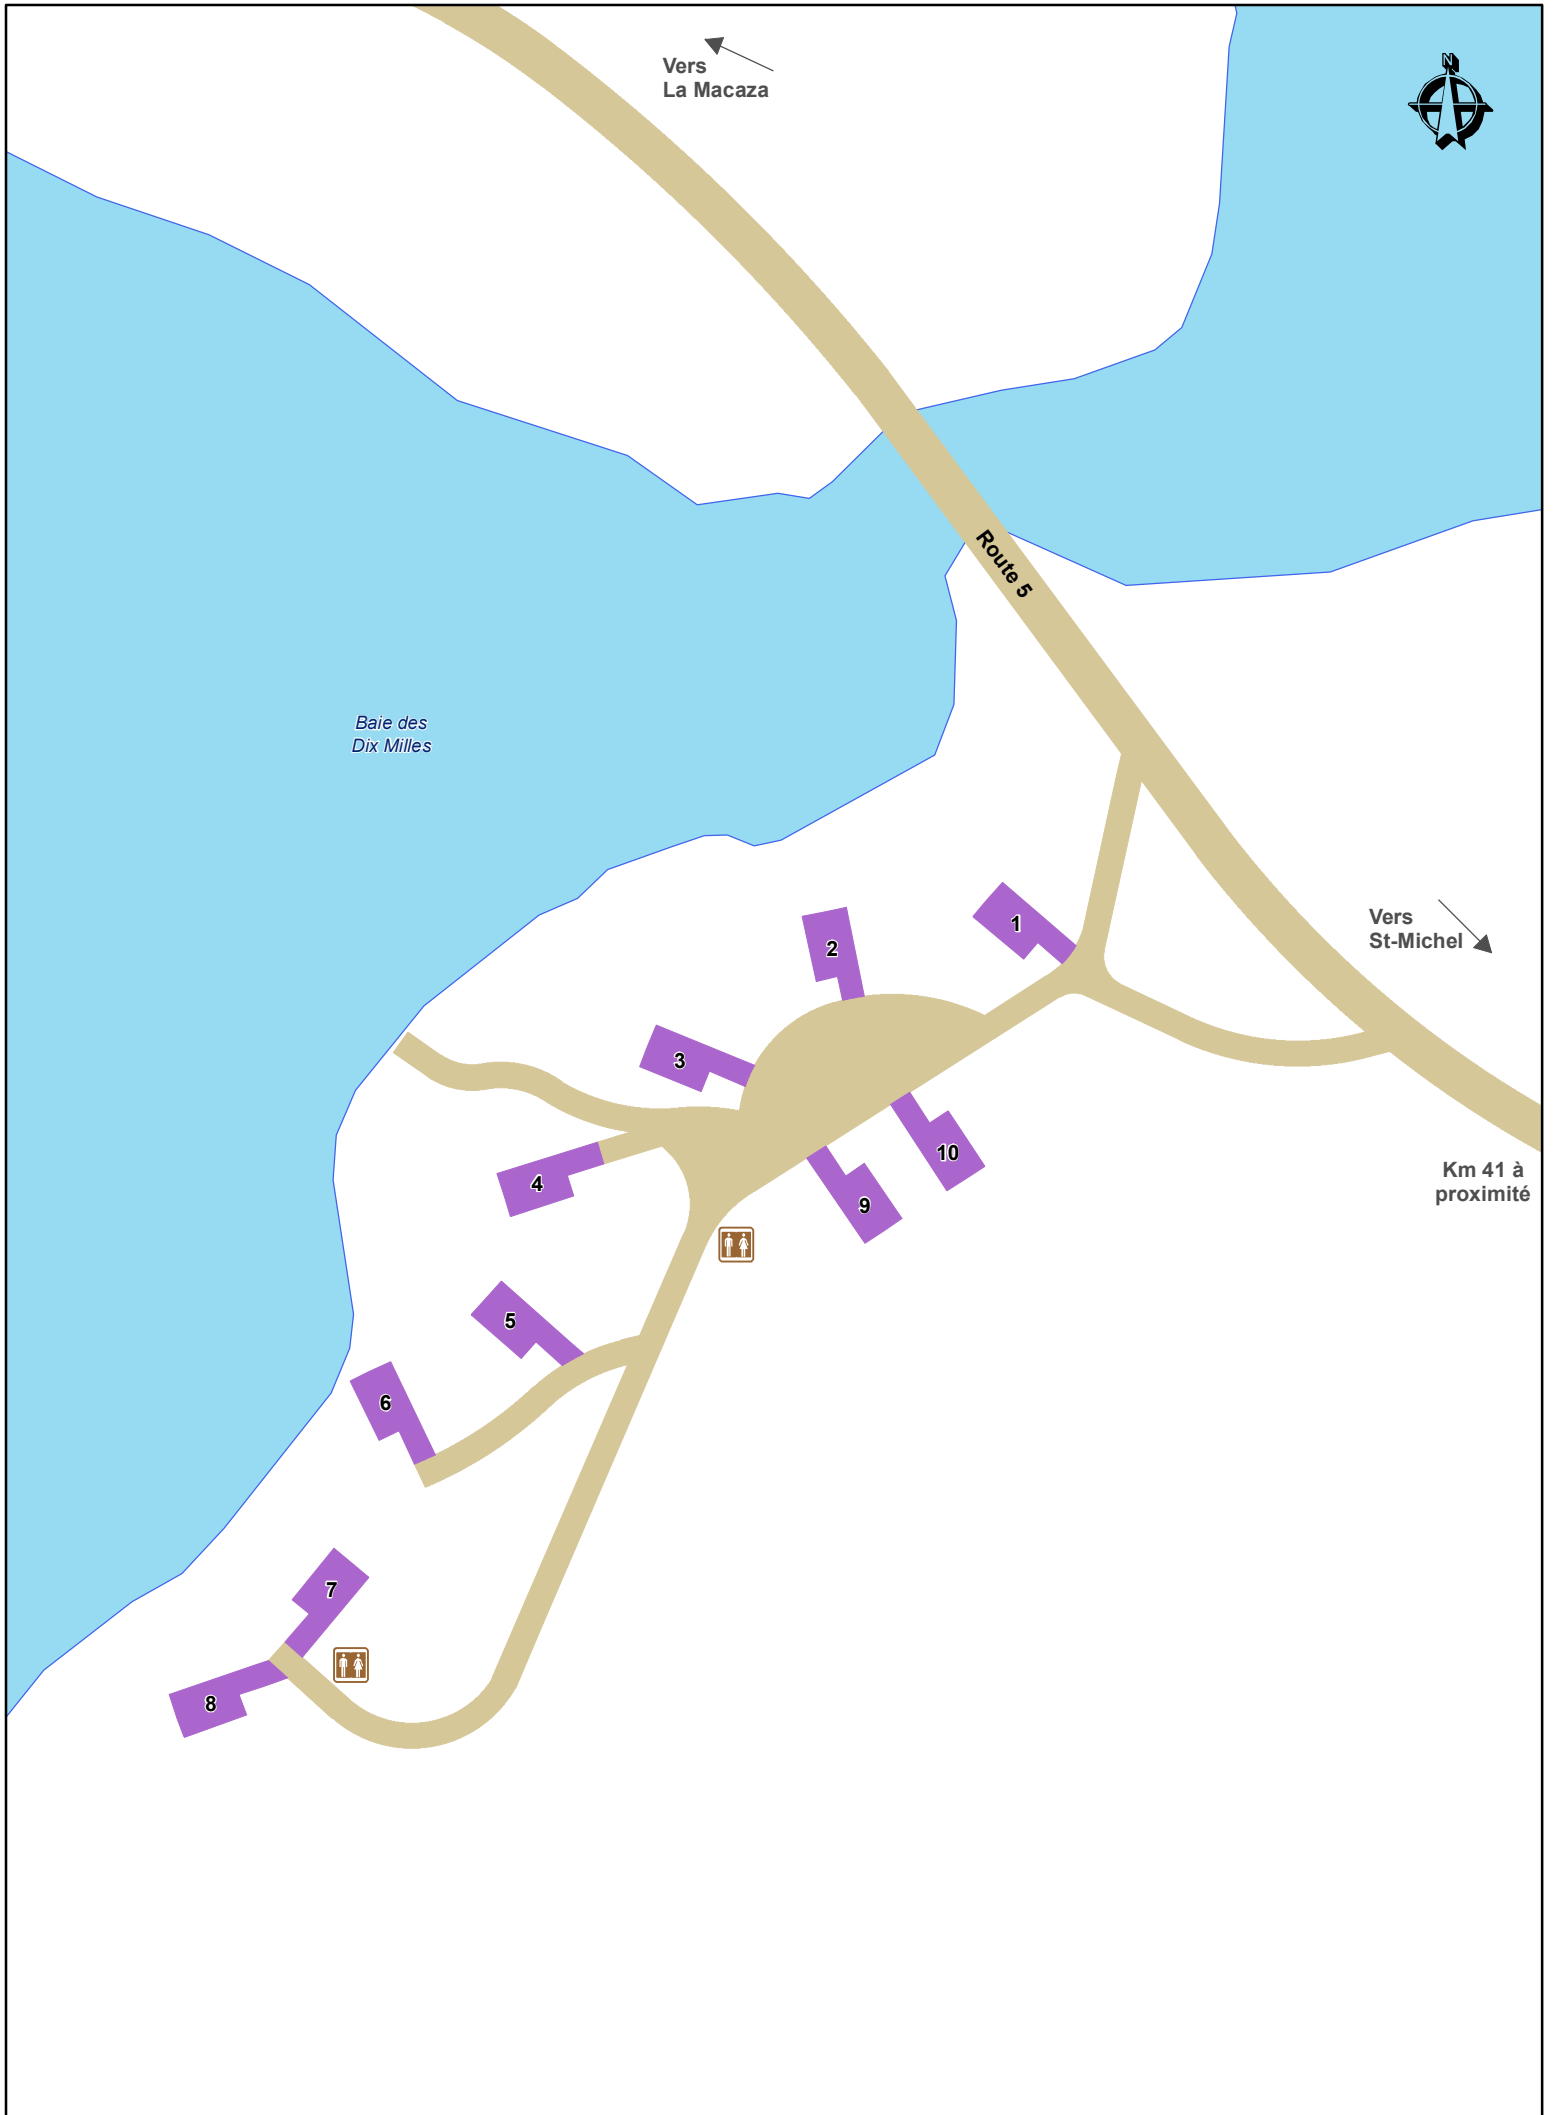 Vers
La Macaza
N
Route 5
Baie des
Dix Milles
1
2
Vers
St-Michel
3
10
Km 41 à
proximité
4
9
5
6
7
8